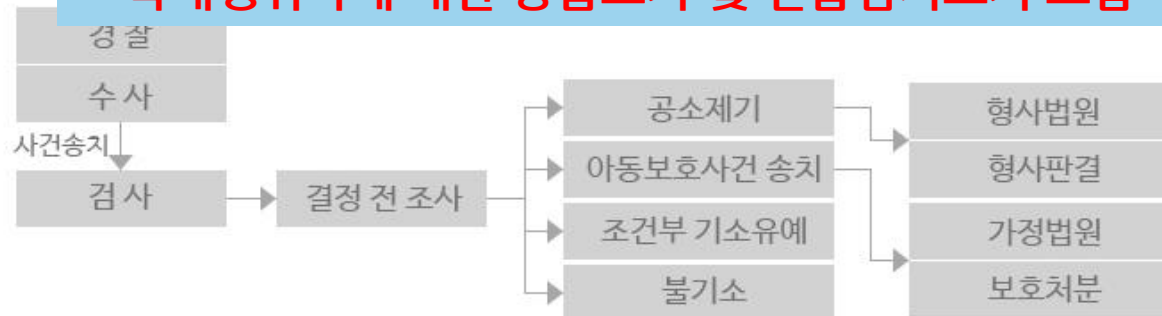 경 찰
수 사
사건송치
검 사
결정 전 조사
공소제기
아동보호사건 송치
조건부 기소유예
불기소
형사법원
형사판결
가정법원
보호처분